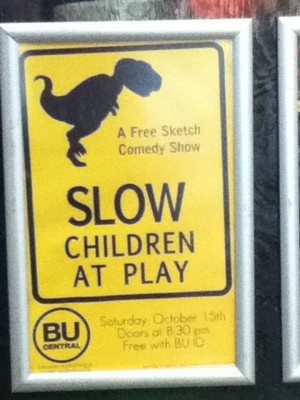 A Free Sketch
Comedy Show
SLOW
CHILDREN
AT PLAY
BU
CENTRAL
Saturday, October 15th
Doors at 8:30 pm
Free with BU ID